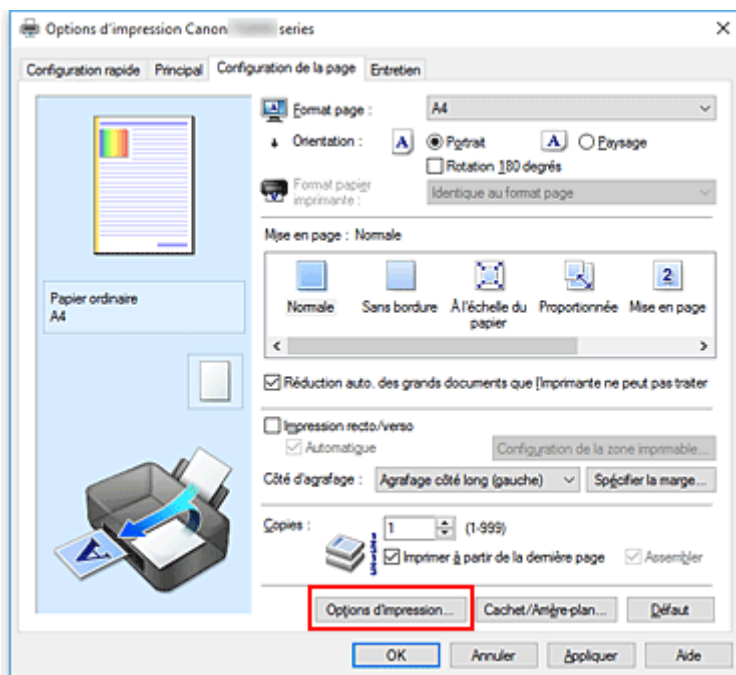 Options d'impression Canon series
Configuration rapide Principal Configuration de la page Entretien
Format page : A4
Orientation : A Portrait A Paysage
Rotation 180 degrés
Format papier imprimante : Identique au format page
Mise en page : Normale
Normale Sans bordure À l'échelle du papier Proportionnée 2 Mise en page
Papier ordinaire
A4
Réduction auto. des grands documents que l'imprimante ne peut pas traiter
Impression recto/verso
Automatique Configuration de la zone imprimable...
Côté d'agrafage : Agrafage côté long (gauche) Spécifier la marge...
Copies : 1 (1-999)
Imprimer à partir de la dernière page Assembler
Options d'impression... Cachet/Arrière-plan... Défaut
OK Annuler Appliquer Aide